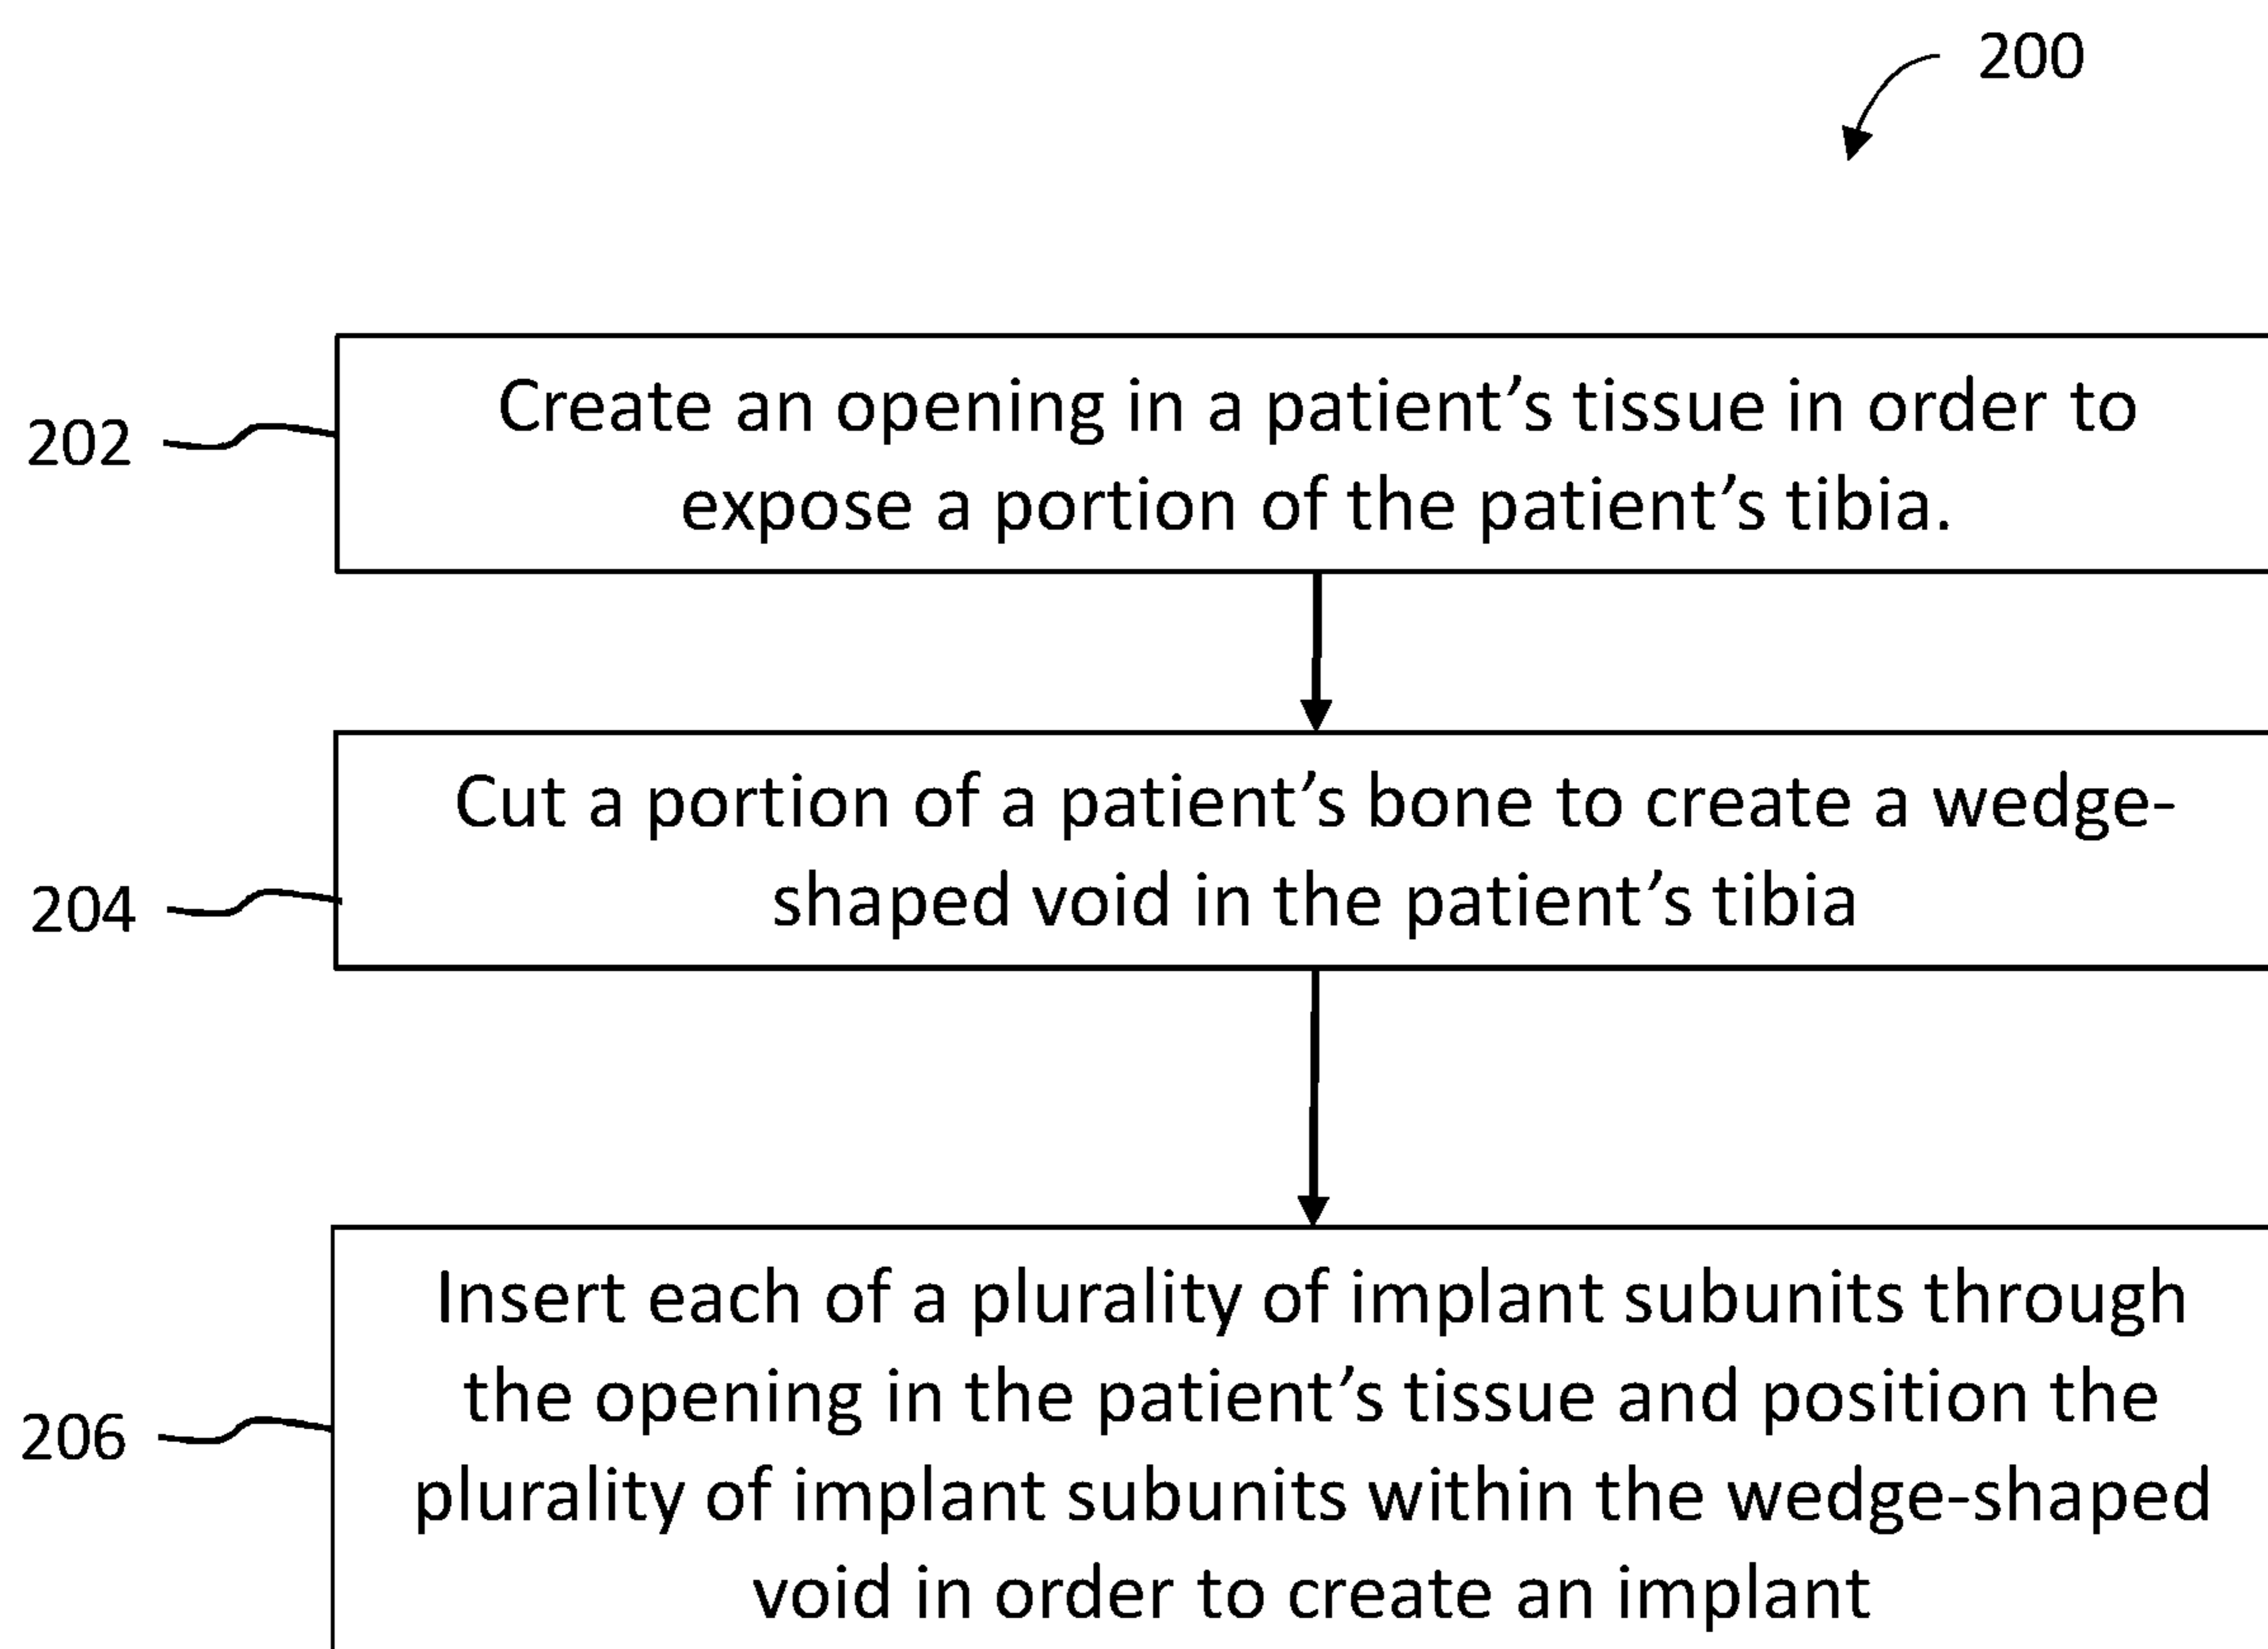 200
202
Create an opening in a patient’s tissue in order to
expose a portion of the patient’s tibia.
204
Cut a portion of a patient’s bone to create a wedge-
shaped void in the patient’s tibia
206
Insert each of a plurality of implant subunits through
the opening in the patient’s tissue and position the
plurality of implant subunits within the wedge-shaped
void in order to create an implant